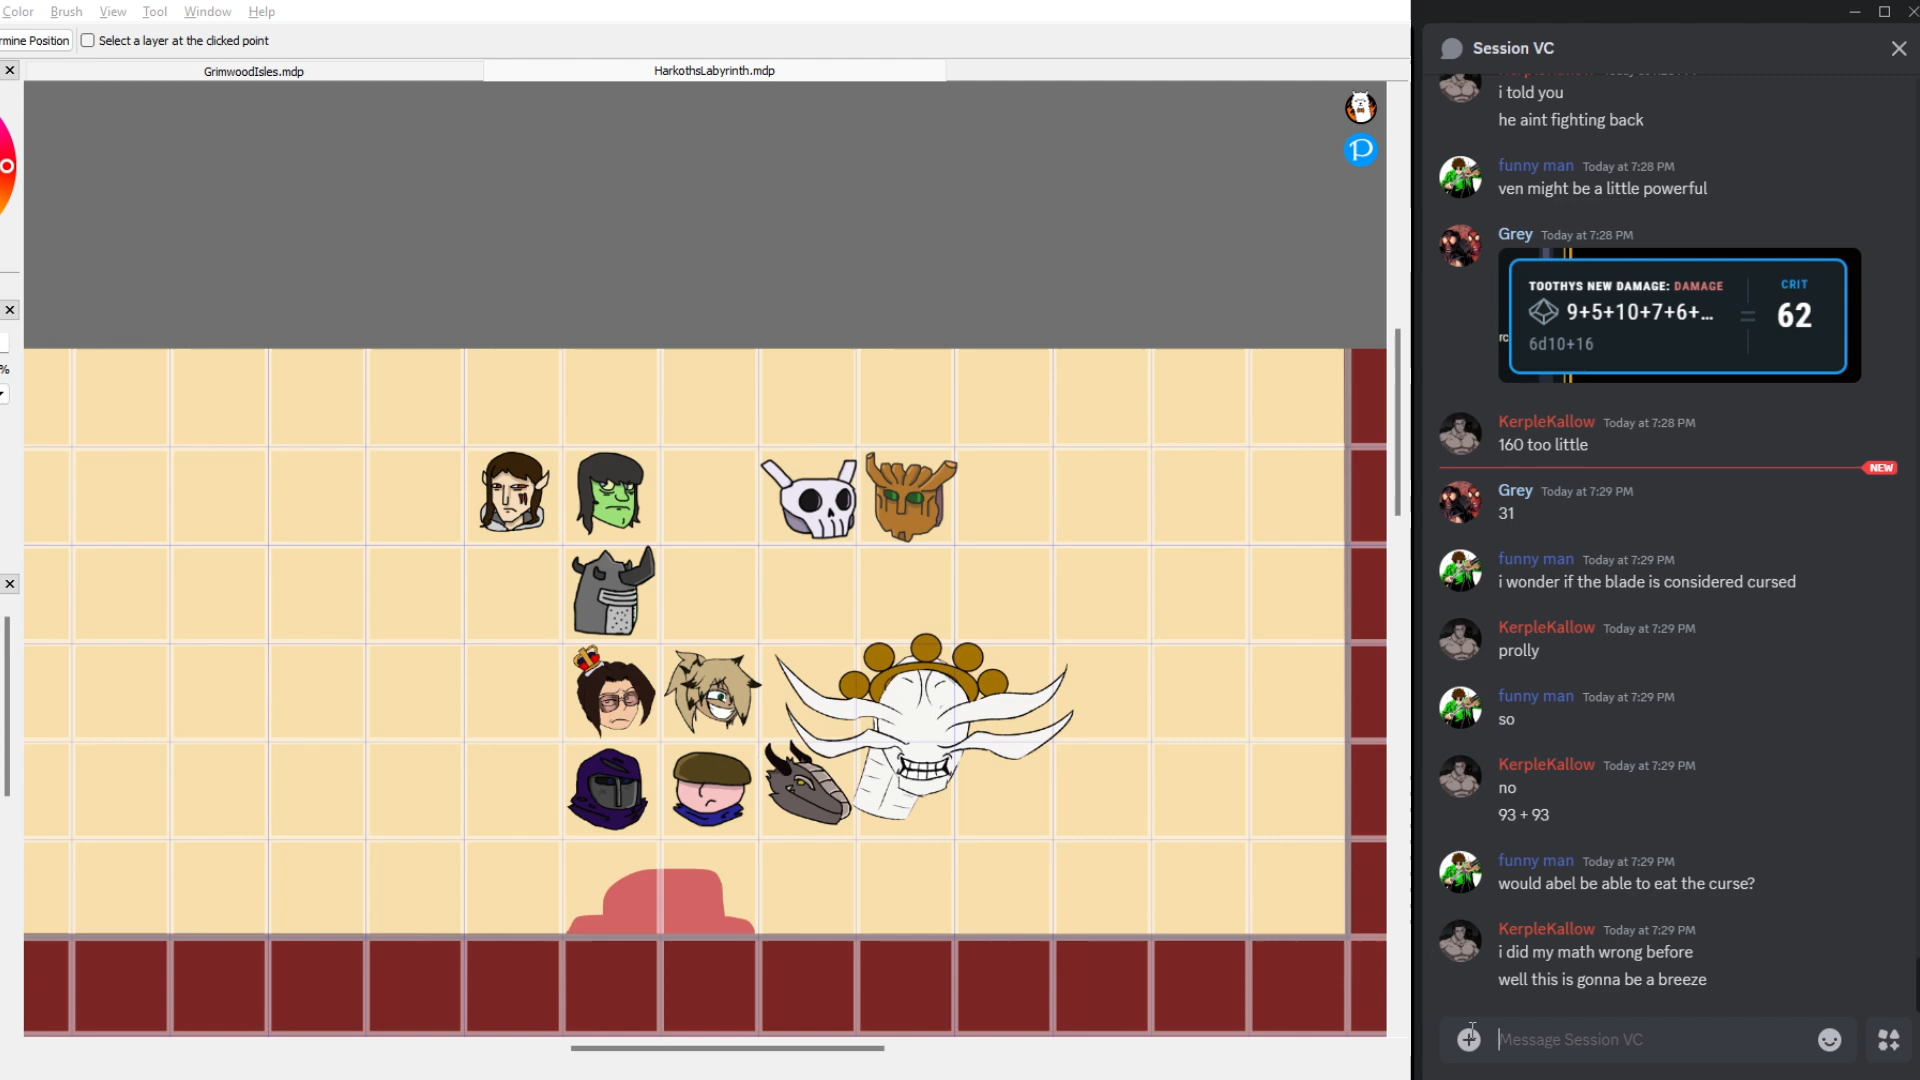 Color Brush View Tool Window Help
rmine Position Select a layer at the clicked point
GrimwoodIsles.mdp HarkothsLabyrinth.mdp
%
Session VC
i told you
he aint fighting back
funny man Today at 7:28 PM
ven might be a little powerful
Grey Today at 7:28 PM
TOOTHYS NEW DAMAGE: DAMAGE CRIT
9+5+10+7+6+... = 62
rc
6d10+16
KerpleKallow Today at 7:28 PM
160 too little
NEW
Grey Today at 7:29 PM
31
funny man Today at 7:29 PM
i wonder if the blade is considered cursed
KerpleKallow Today at 7:29 PM
prolly
funny man Today at 7:29 PM
so
KerpleKallow Today at 7:29 PM
no
93 + 93
funny man Today at 7:29 PM
would abel be able to eat the curse?
KerpleKallow Today at 7:29 PM
i did my math wrong before
well this is gonna be a breeze
Message Session VC